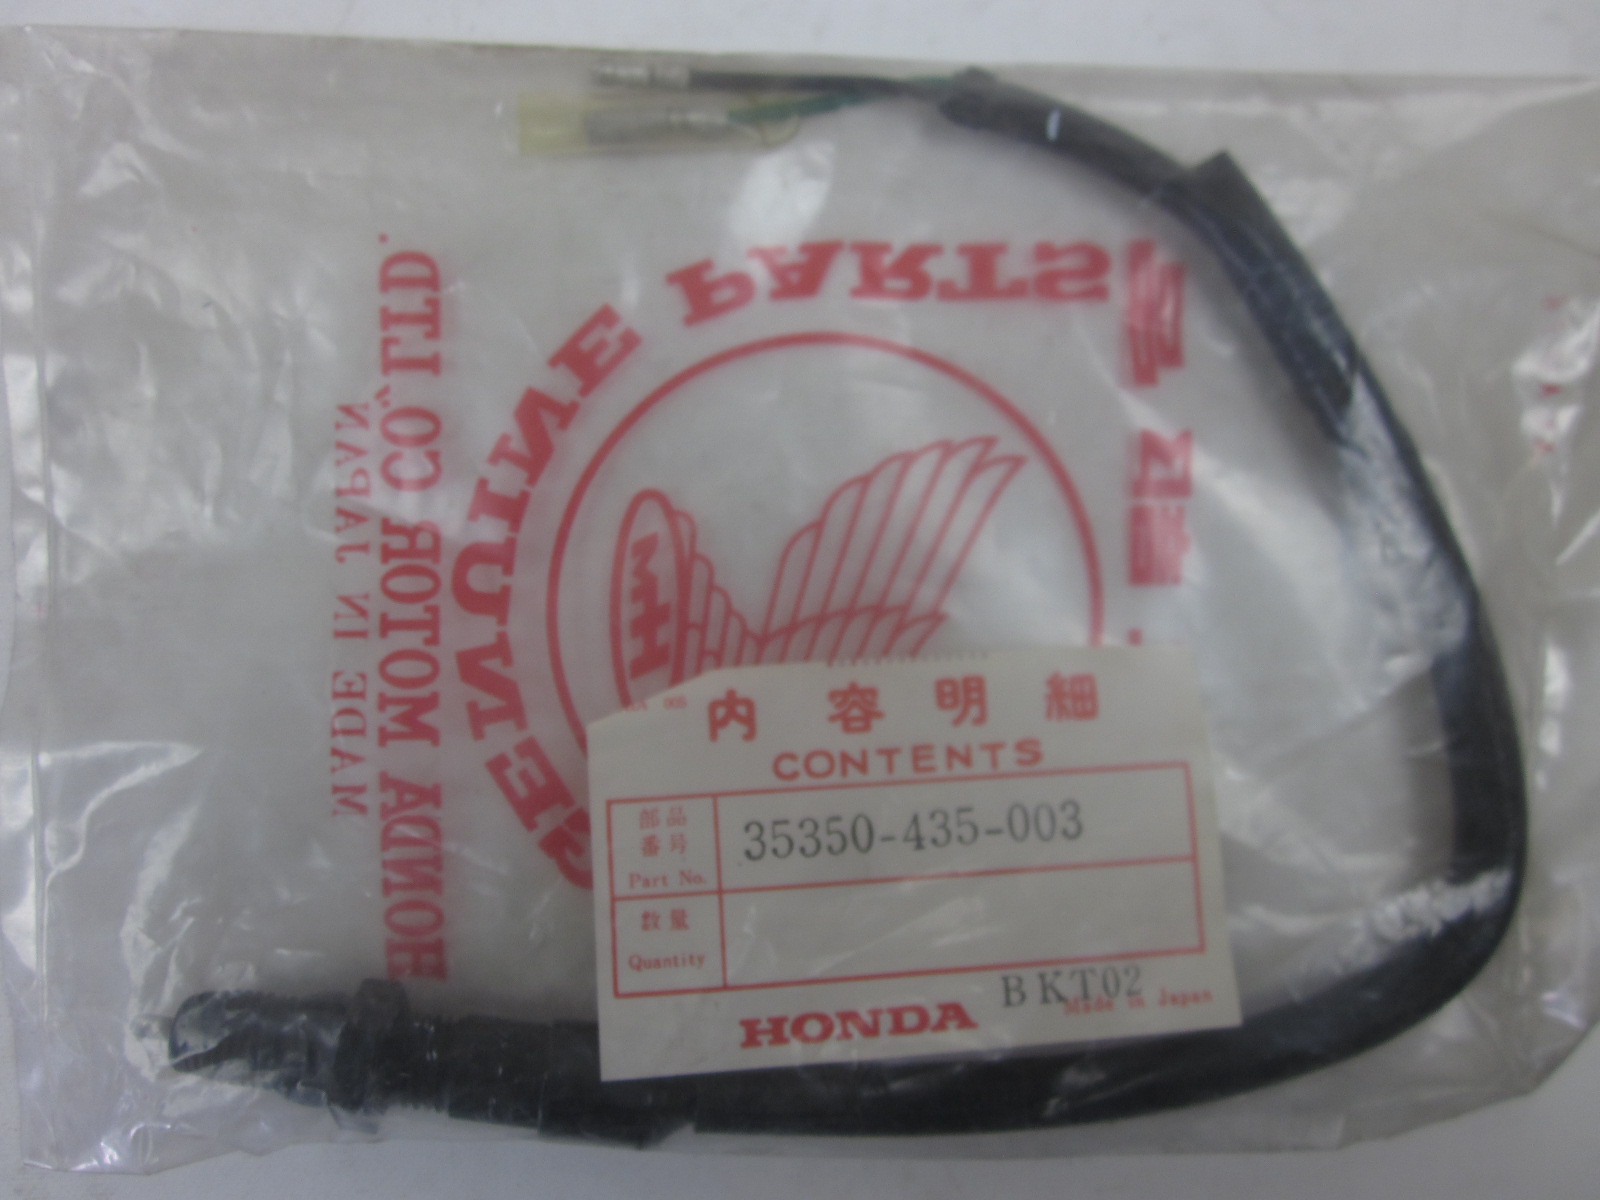 GENUINE PARTS
HONDA MOTOR CO., LTD.
MADE IN JAPAN
HM
内容明細
CONTENTS
部品
番号
Part No.
35350-435-003
数量
Quantity
BKT02
HONDA
Made in Japan